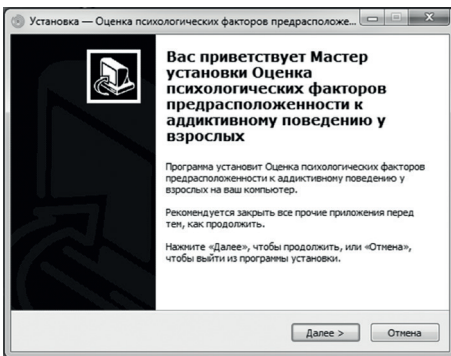 Установка — Оценка психологических факторов предрасположе...
Вас приветствует Мастер
установки Оценка
психологических факторов
предрасположенности к
аддиктивному поведению у
взрослых
Программа установит Оценка психологических факторов
предрасположенности к аддиктивному поведению у
взрослых на ваш компьютер.
Рекомендуется закрыть все прочие приложения перед
тем, как продолжить.
Нажмите «Далее», чтобы продолжить, или «Отмена»,
чтобы выйти из программы установки.
Далее > Отмена